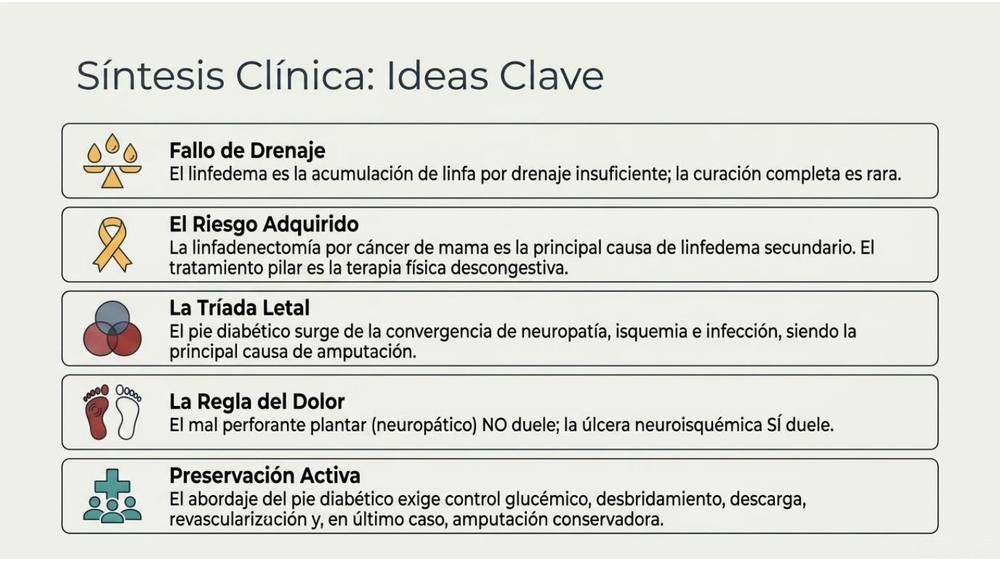 Síntesis Clínica: Ideas Clave
Fallo de Drenaje
El linfedema es la acumulación de linfa por drenaje insuficiente; la curación completa es rara.
El Riesgo Adquirido
La linfadenectomía por cáncer de mama es la principal causa de linfedema secundario. El
tratamiento pilar es la terapia física descongestiva.
La Tríada Letal
El pie diabético surge de la convergencia de neuropatía, isquemia e infección, siendo la
principal causa de amputación.
La Regla del Dolor
El mal perforante plantar (neuropático) NO duele; la úlcera neuroisquémica SÍ duele.
Preservación Activa
El abordaje del pie diabético exige control glucémico, desbridamiento, descarga,
revascularización y, en último caso, amputación conservadora.